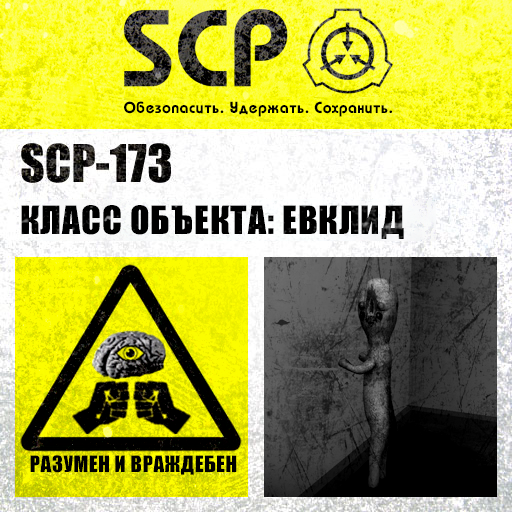 SCP
Обезопасить. Удержать. Сохранить.
SCP-173
КЛАСС ОБЪЕКТА: ЕВКЛИД
РАЗУМЕН И ВРАЖДЕБЕН